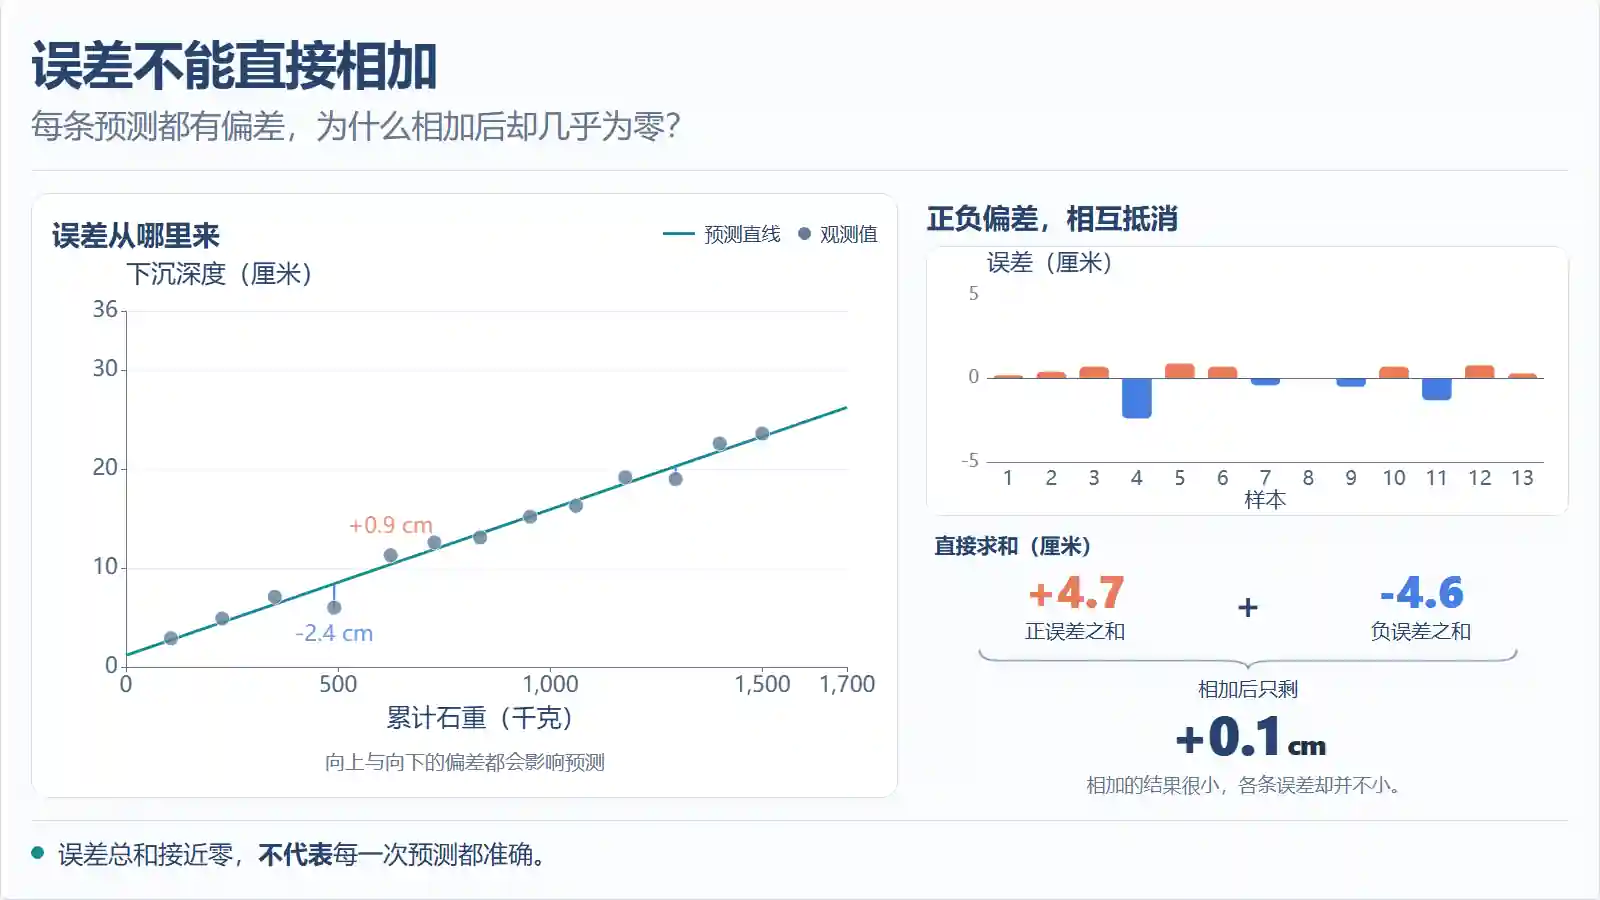 误差不能直接相加
每条预测都有偏差，为什么相加后却几乎为零？
误差从哪里来
预测直线
观测值
下沉深度（厘米）
36
30
20
10
0
+0.9 cm
-2.4 cm
0 500 1,000 1,500 1,700
累计石重（千克）
向上与向下的偏差都会影响预测
正负偏差，相互抵消
误差（厘米）
5
0
-5
1 2 3 4 5 6 7 8 9 10 11 12 13
样本
直接求和（厘米）
+4.7 + -4.6
正误差之和 负误差之和
相加后只剩
+0.1 cm
相加的结果很小，各条误差却并不小。
误差总和接近零，不代表每一次预测都准确。